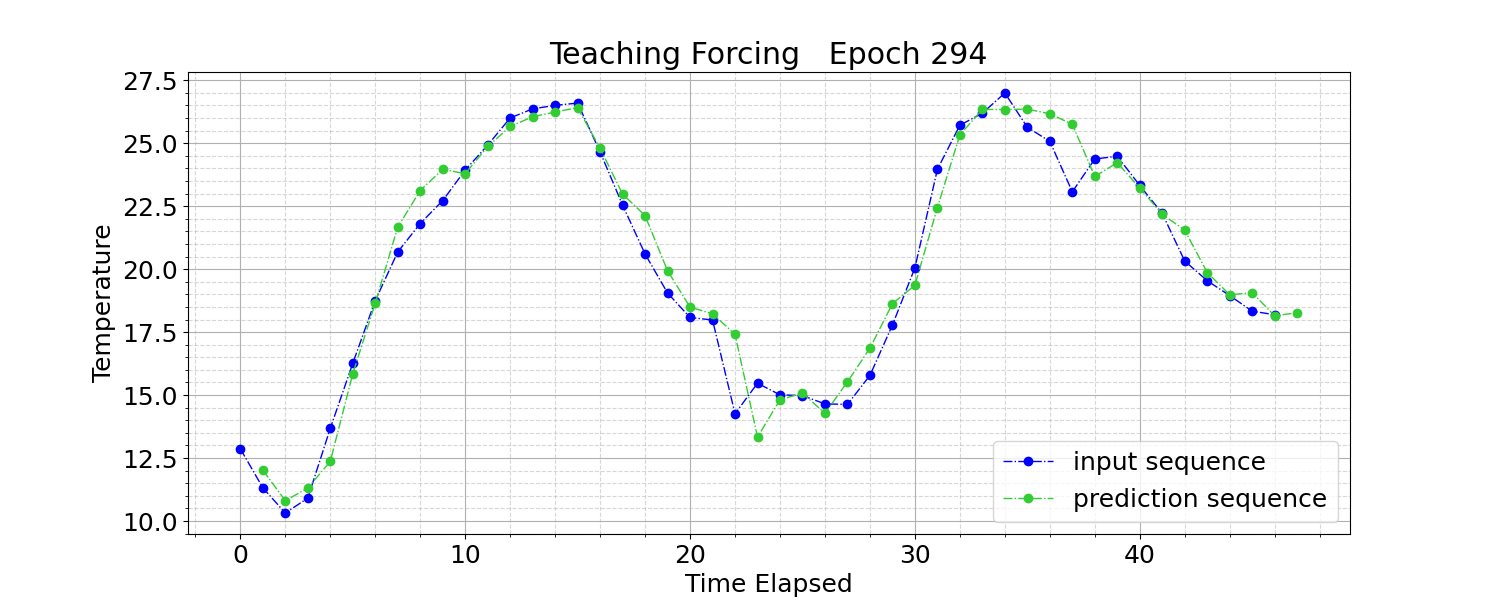 Teaching Forcing   Epoch 294
27.5
25.0
22.5
20.0
17.5
15.0
12.5
10.0
Temperature
input sequence
prediction sequence
0 10 20 30 40
Time Elapsed